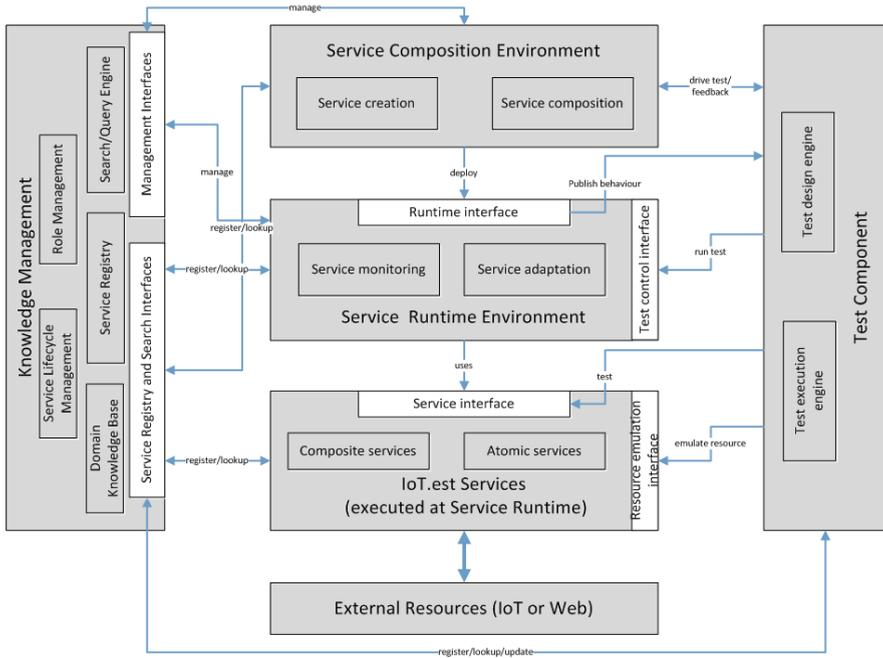 manage
Service Composition Environment
Service creation
Service composition
drive test/
feedback
Knowledge Management
Role Management
Service Lifecycle
Management
Search/Query Engine
Service Registry
Domain
Knowledge Base
Management Interfaces
Service Registry and Search Interfaces
manage
register/lookup
register/lookup
register/lookup
deploy
Publish behaviour
Runtime interface
Service monitoring
Service adaptation
Service Runtime Environment
Test control interface
run test
uses
test
Service interface
Composite services
Atomic services
IoT.est Services
(executed at Service Runtime)
Resource emulation
interface
emulate resource
Test design engine
Test execution
engine
Test Component
External Resources (IoT or Web)
register/lookup/update